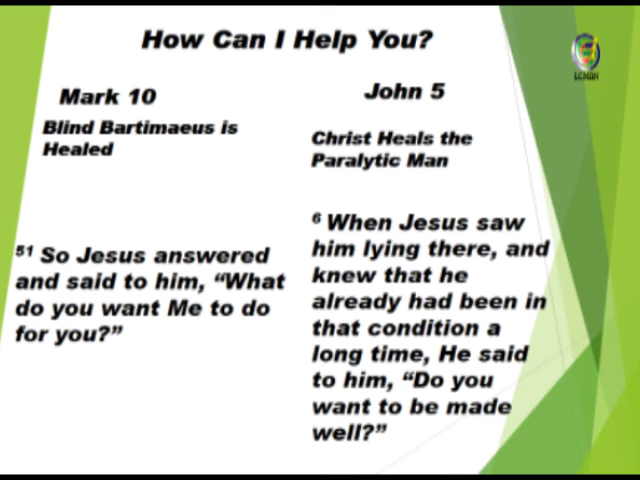 How Can I Help You?
LCMBN
Mark 10
Blind Bartimaeus is
Healed
51 So Jesus answered
and said to him, “What
do you want Me to do
for you?”
John 5
Christ Heals the
Paralytic Man
6 When Jesus saw
him lying there, and
knew that he
already had been in
that condition a
long time, He said
to him, “Do you
want to be made
well?”